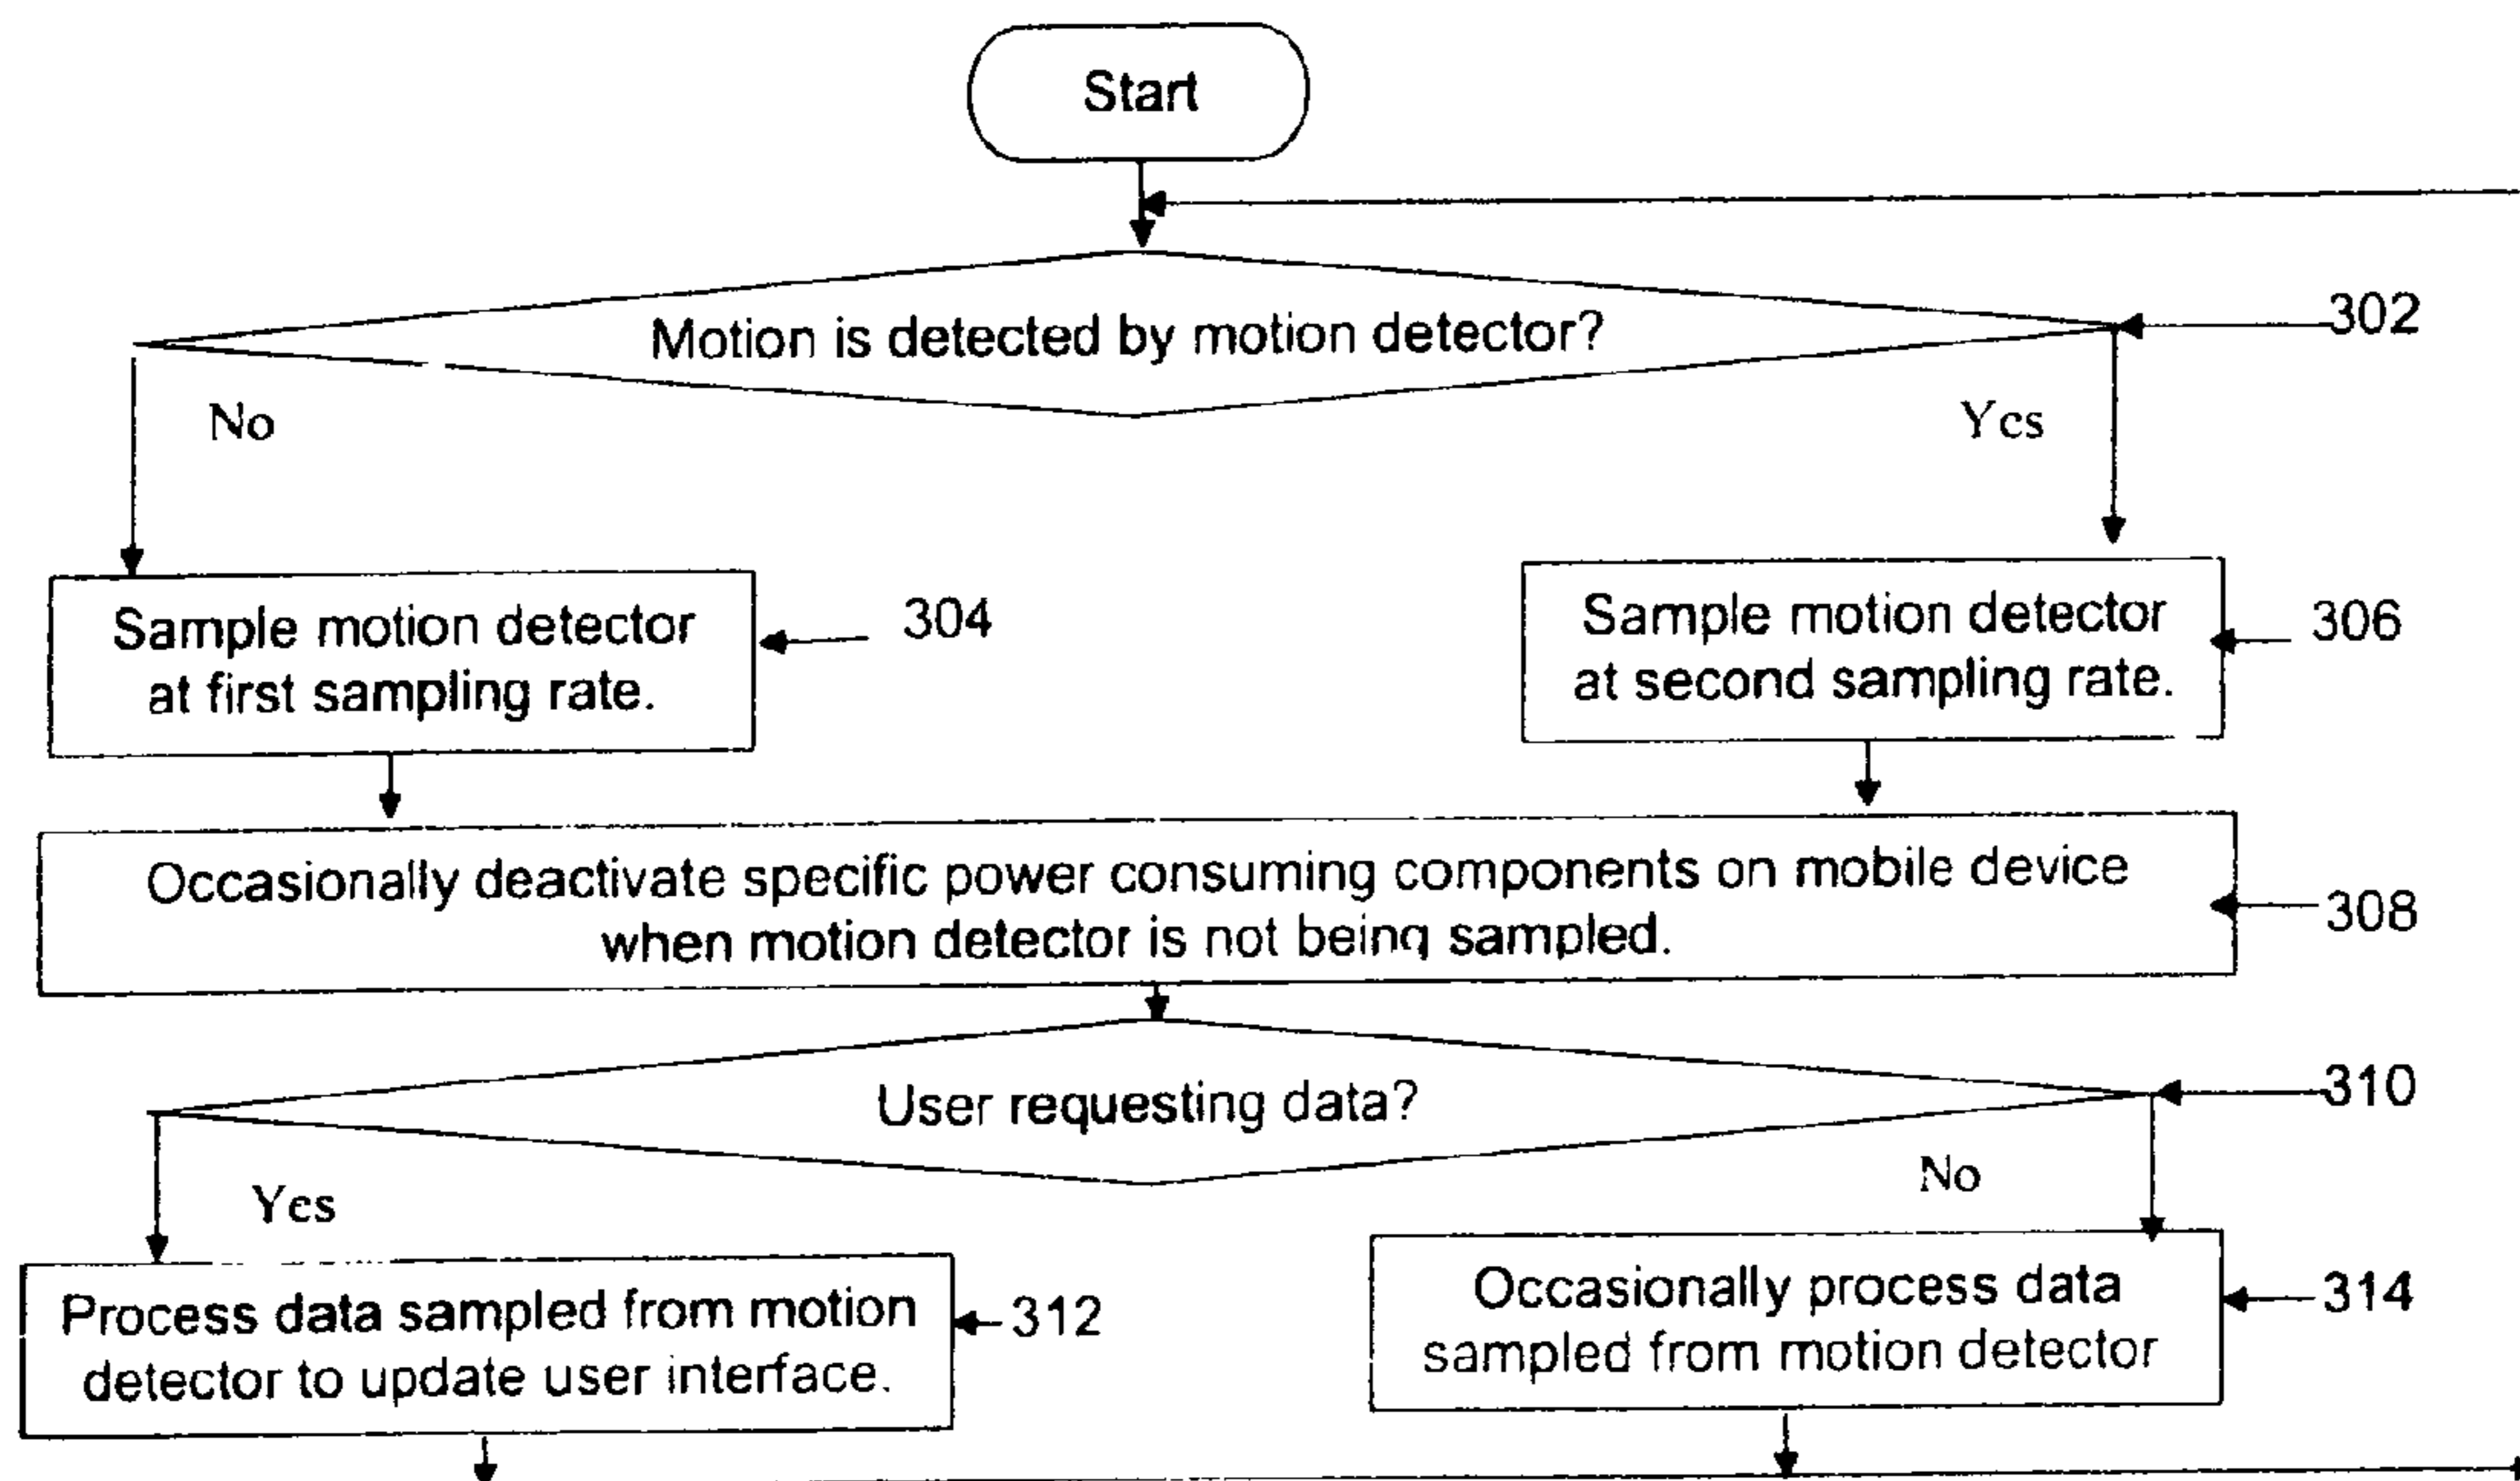 Start
Motion is detected by motion detector?
302
No
Yes
Sample motion detector
at first sampling rate.
304
Sample motion detector
at second sampling rate.
306
Occasionally deactivate specific power consuming components on mobile device
when motion detector is not being sampled.
308
User requesting data?
310
Yes
No
Process data sampled from motion
detector to update user interface.
312
Occasionally process data
sampled from motion detector
314